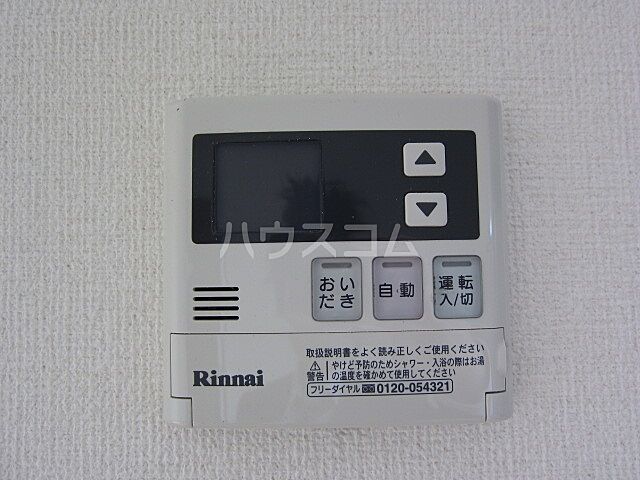 ▲
▼
ハウスコム
おい
だき
自動
運転
入/切
取扱説明書をよく読み正しくご使用ください
警告
やけど予防のためシャワー・入浴の際はお湯
の温度を確かめて使用してください
Rinnai
フリーダイヤル 0120-054321